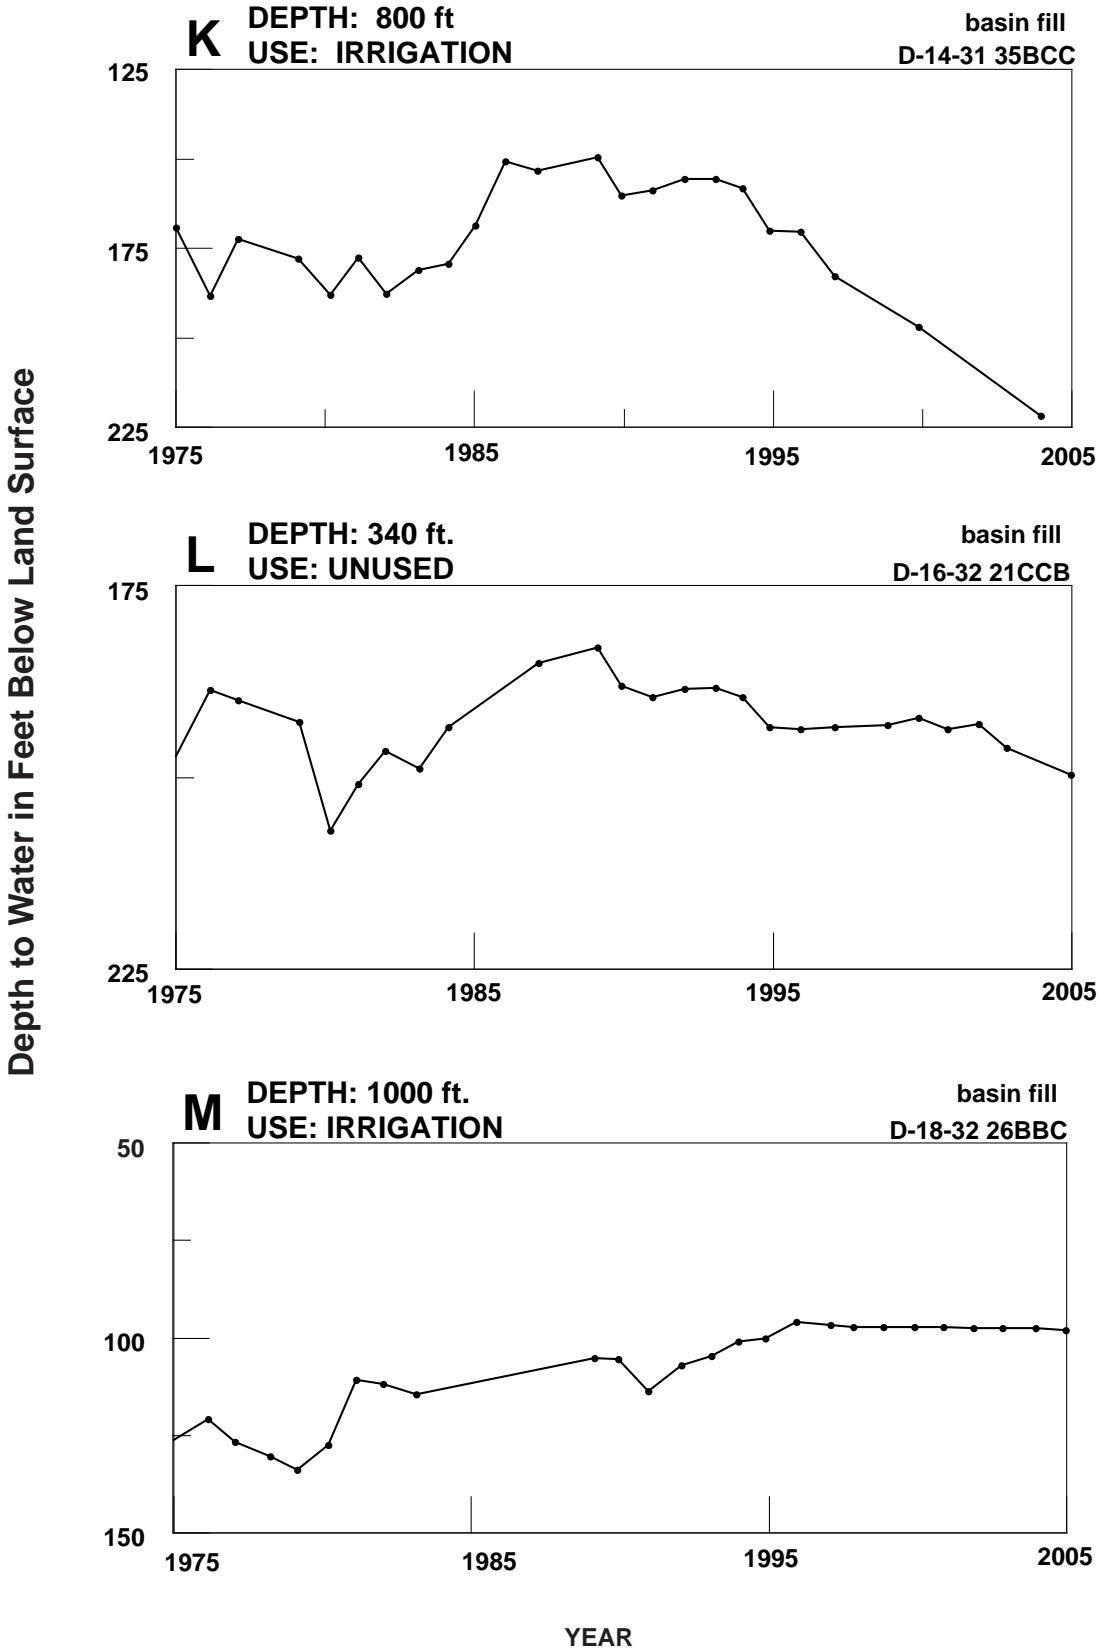 K
DEPTH: 800 ft
USE: IRRIGATION
basin fill
D-14-31 35BCC
125
175
225
1975
1985
1995
2005
Depth to Water in Feet Below Land Surface
L
DEPTH: 340 ft.
USE: UNUSED
basin fill
D-16-32 21CCB
175
225
1975
1985
1995
2005
M
DEPTH: 1000 ft.
USE: IRRIGATION
basin fill
D-18-32 26BBC
50
100
150
1975
1985
1995
2005
YEAR